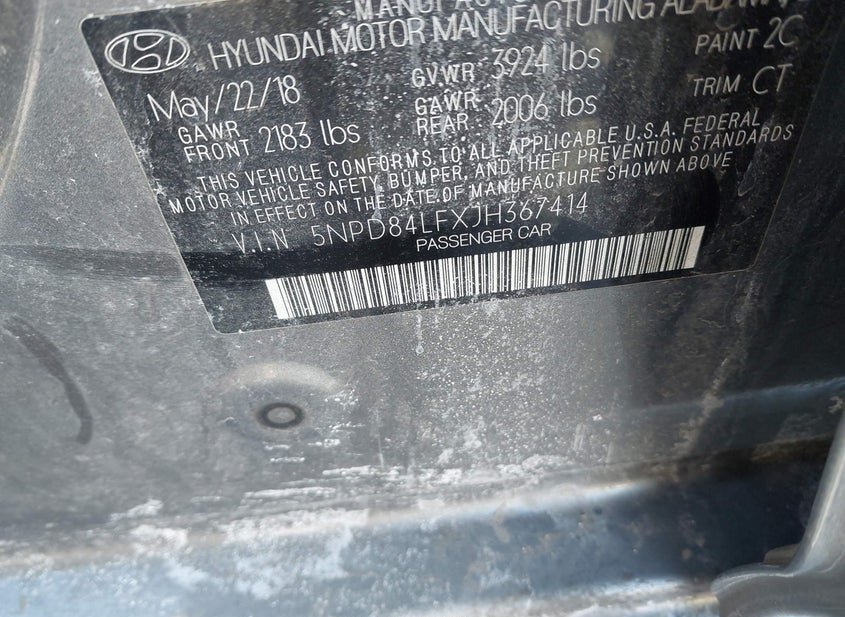 HYUNDAI MOTOR MANUFACTURING
May/22/18 GVWR 3924 lbs PAINT 2C
GAWR FRONT 2183 lbs GAWR REAR 2006 lbs TRIM CT
THIS VEHICLE CONFORMS TO ALL APPLICABLE U.S.A. FEDERAL
MOTOR VEHICLE SAFETY, BUMPER, AND THEFT PREVENTION STANDARDS
IN EFFECT ON THE DATE OF MANUFACTURE SHOWN ABOVE
V.I.N. 5NPD84LFXJH367414
PASSENGER CAR